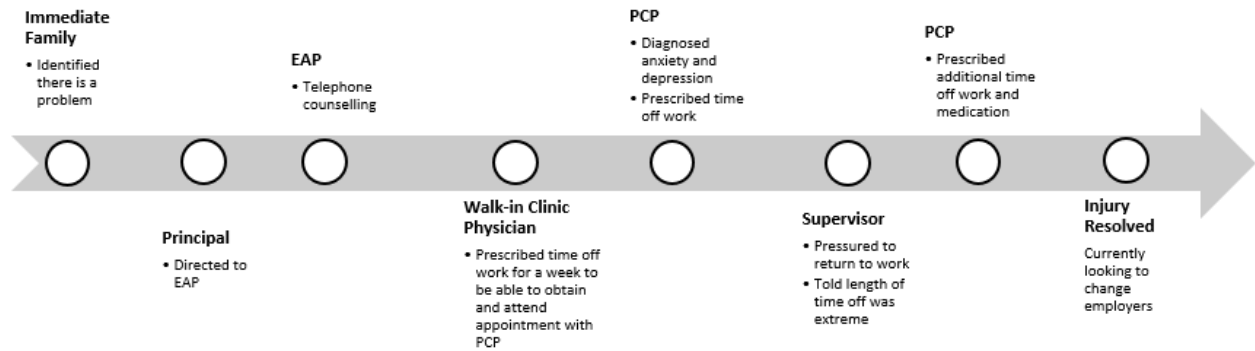 Immediate
Family
• Identified
there is a
problem
Principal
• Directed to
EAP
EAP
• Telephone
counselling
Walk-in Clinic
Physician
• Prescribed time off
work for a week to
be able to obtain
and attend
appointment with
PCP
PCP
• Diagnosed
anxiety and
depression
• Prescribed time
off work
Supervisor
• Pressured to
return to work
• Told length of
time off was
extreme
PCP
• Prescribed
additional time
off work and
medication
Injury
Resolved
Currently
looking to
change
employers